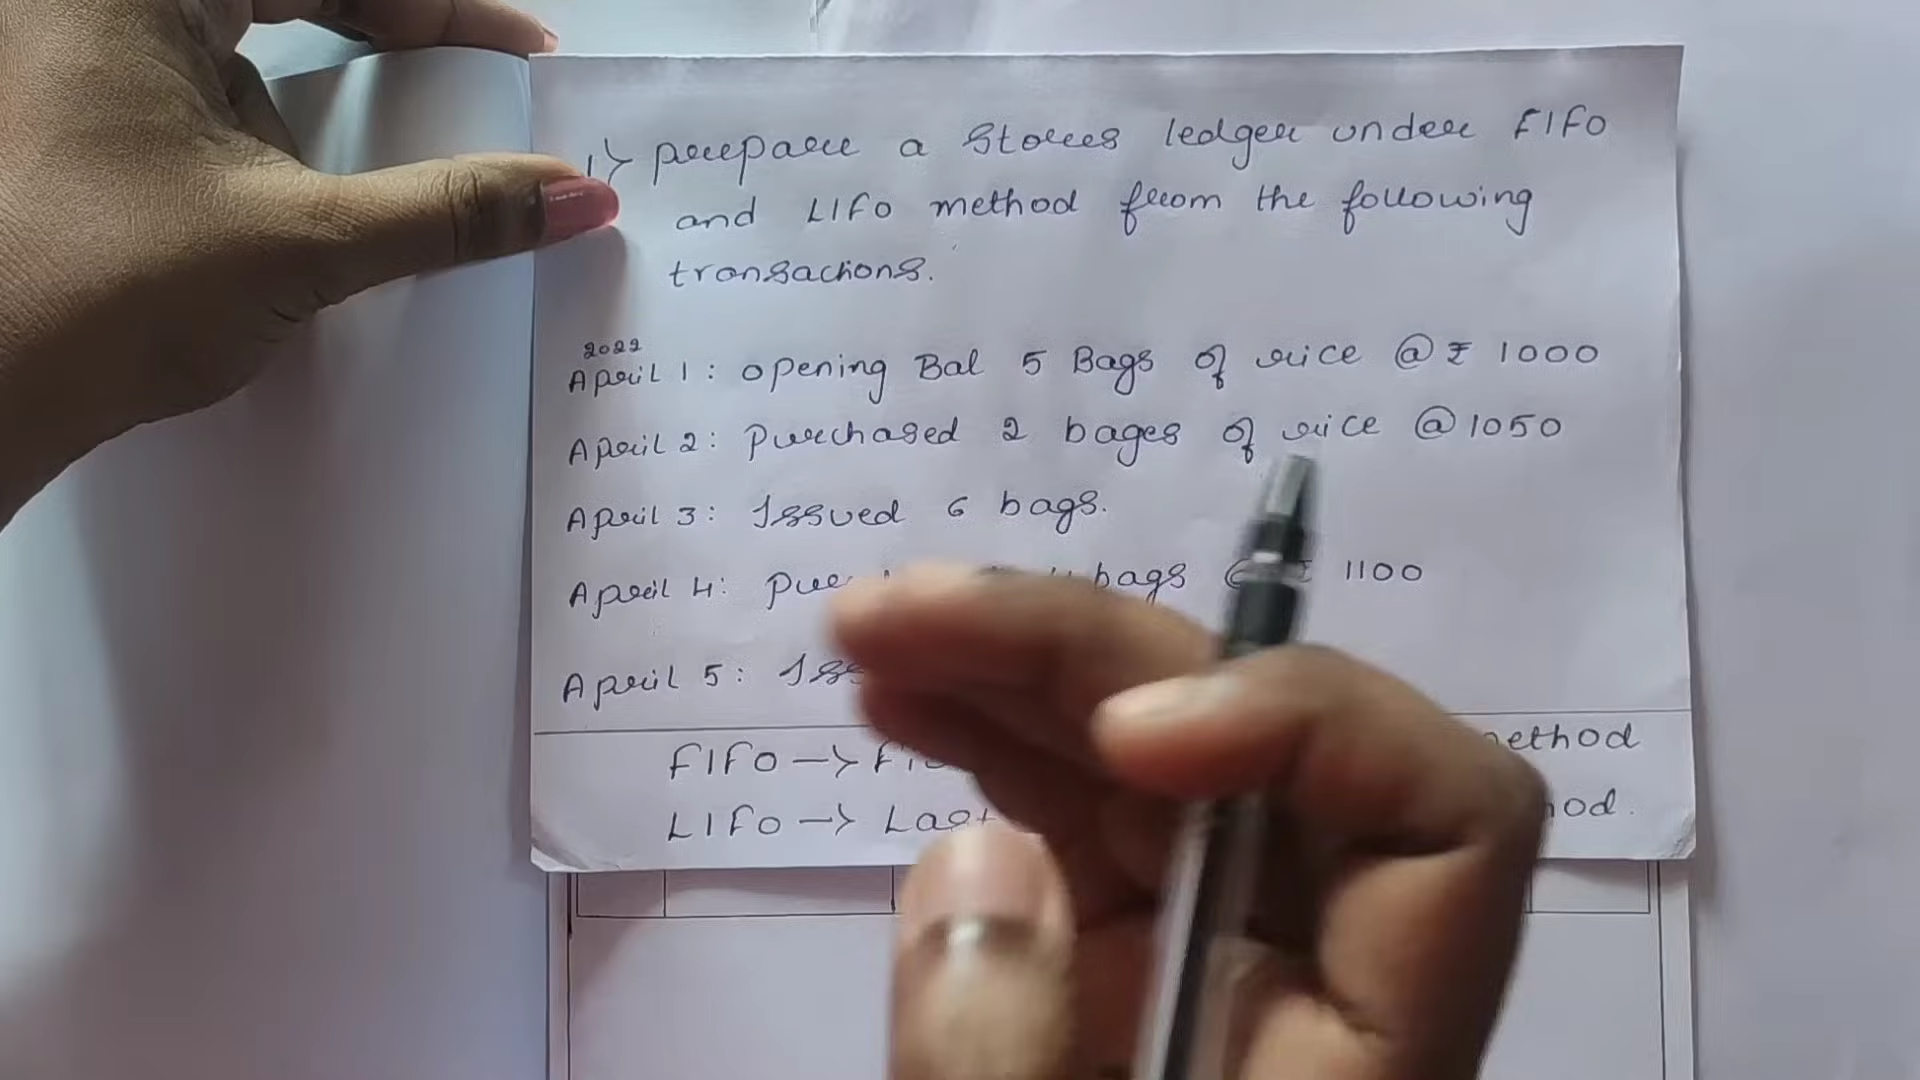 1) prepare a Stores ledger under FIFO
and LIFO method from the following
transactions.
2022
April 1: opening Bal 5 Bags of rice @ ₹ 1000
April 2: purchased 2 bages of rice @ 1050
April 3: Issued 6 bags.
April 4: bags @ ₹ 1100
April 5:
FIFO → method
LIFO → Last